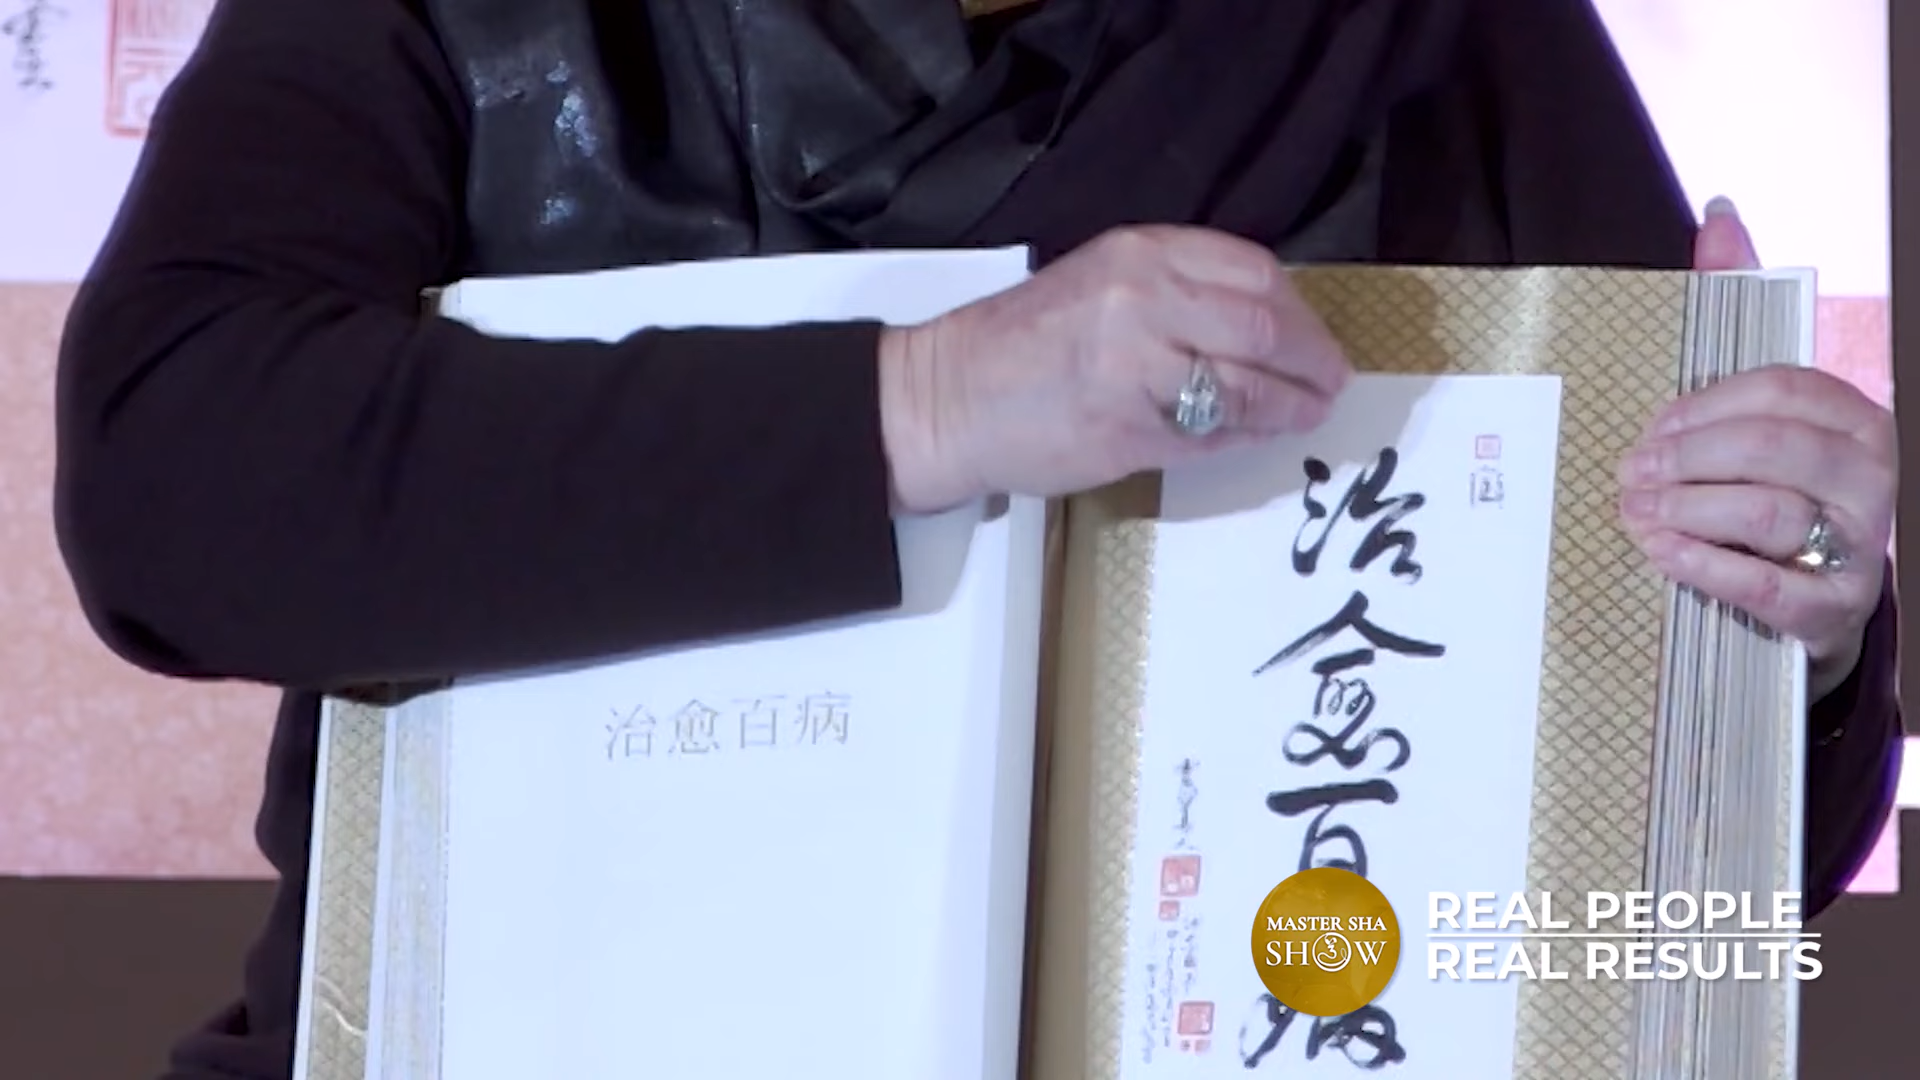 治愈百病
治愈百病
MASTER SHA
SHOW
REAL PEOPLE
REAL RESULTS